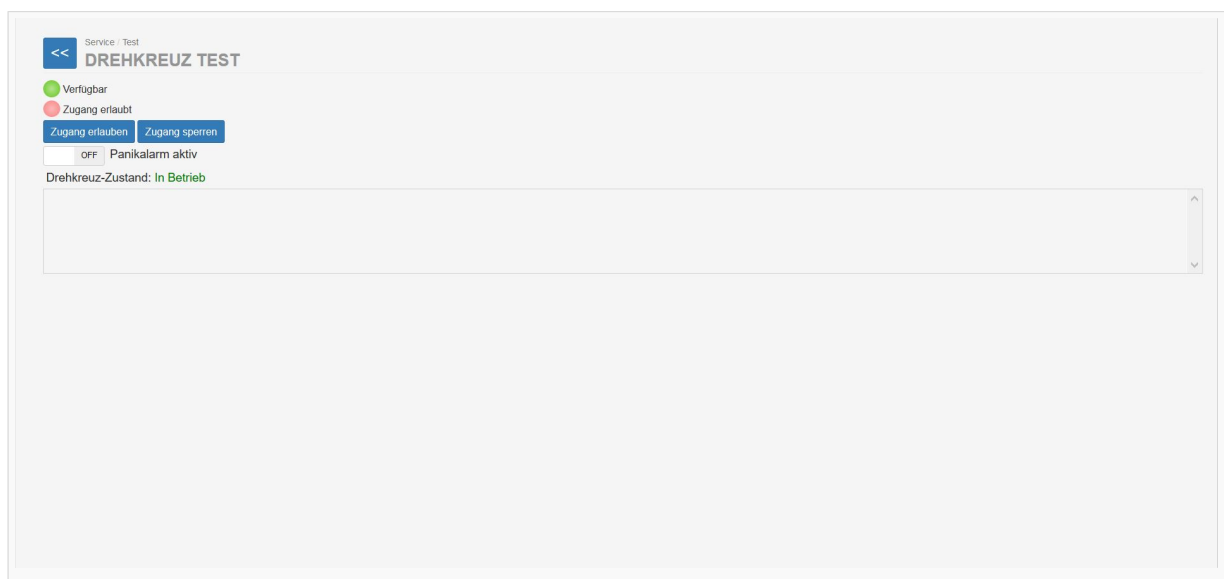 <<
Service / Test
DREHKREUZ TEST
Verfügbar
Zugang erlaubt
Zugang erlauben Zugang sperren
OFF Panikalarm aktiv
Drehkreuz-Zustand: In Betrieb